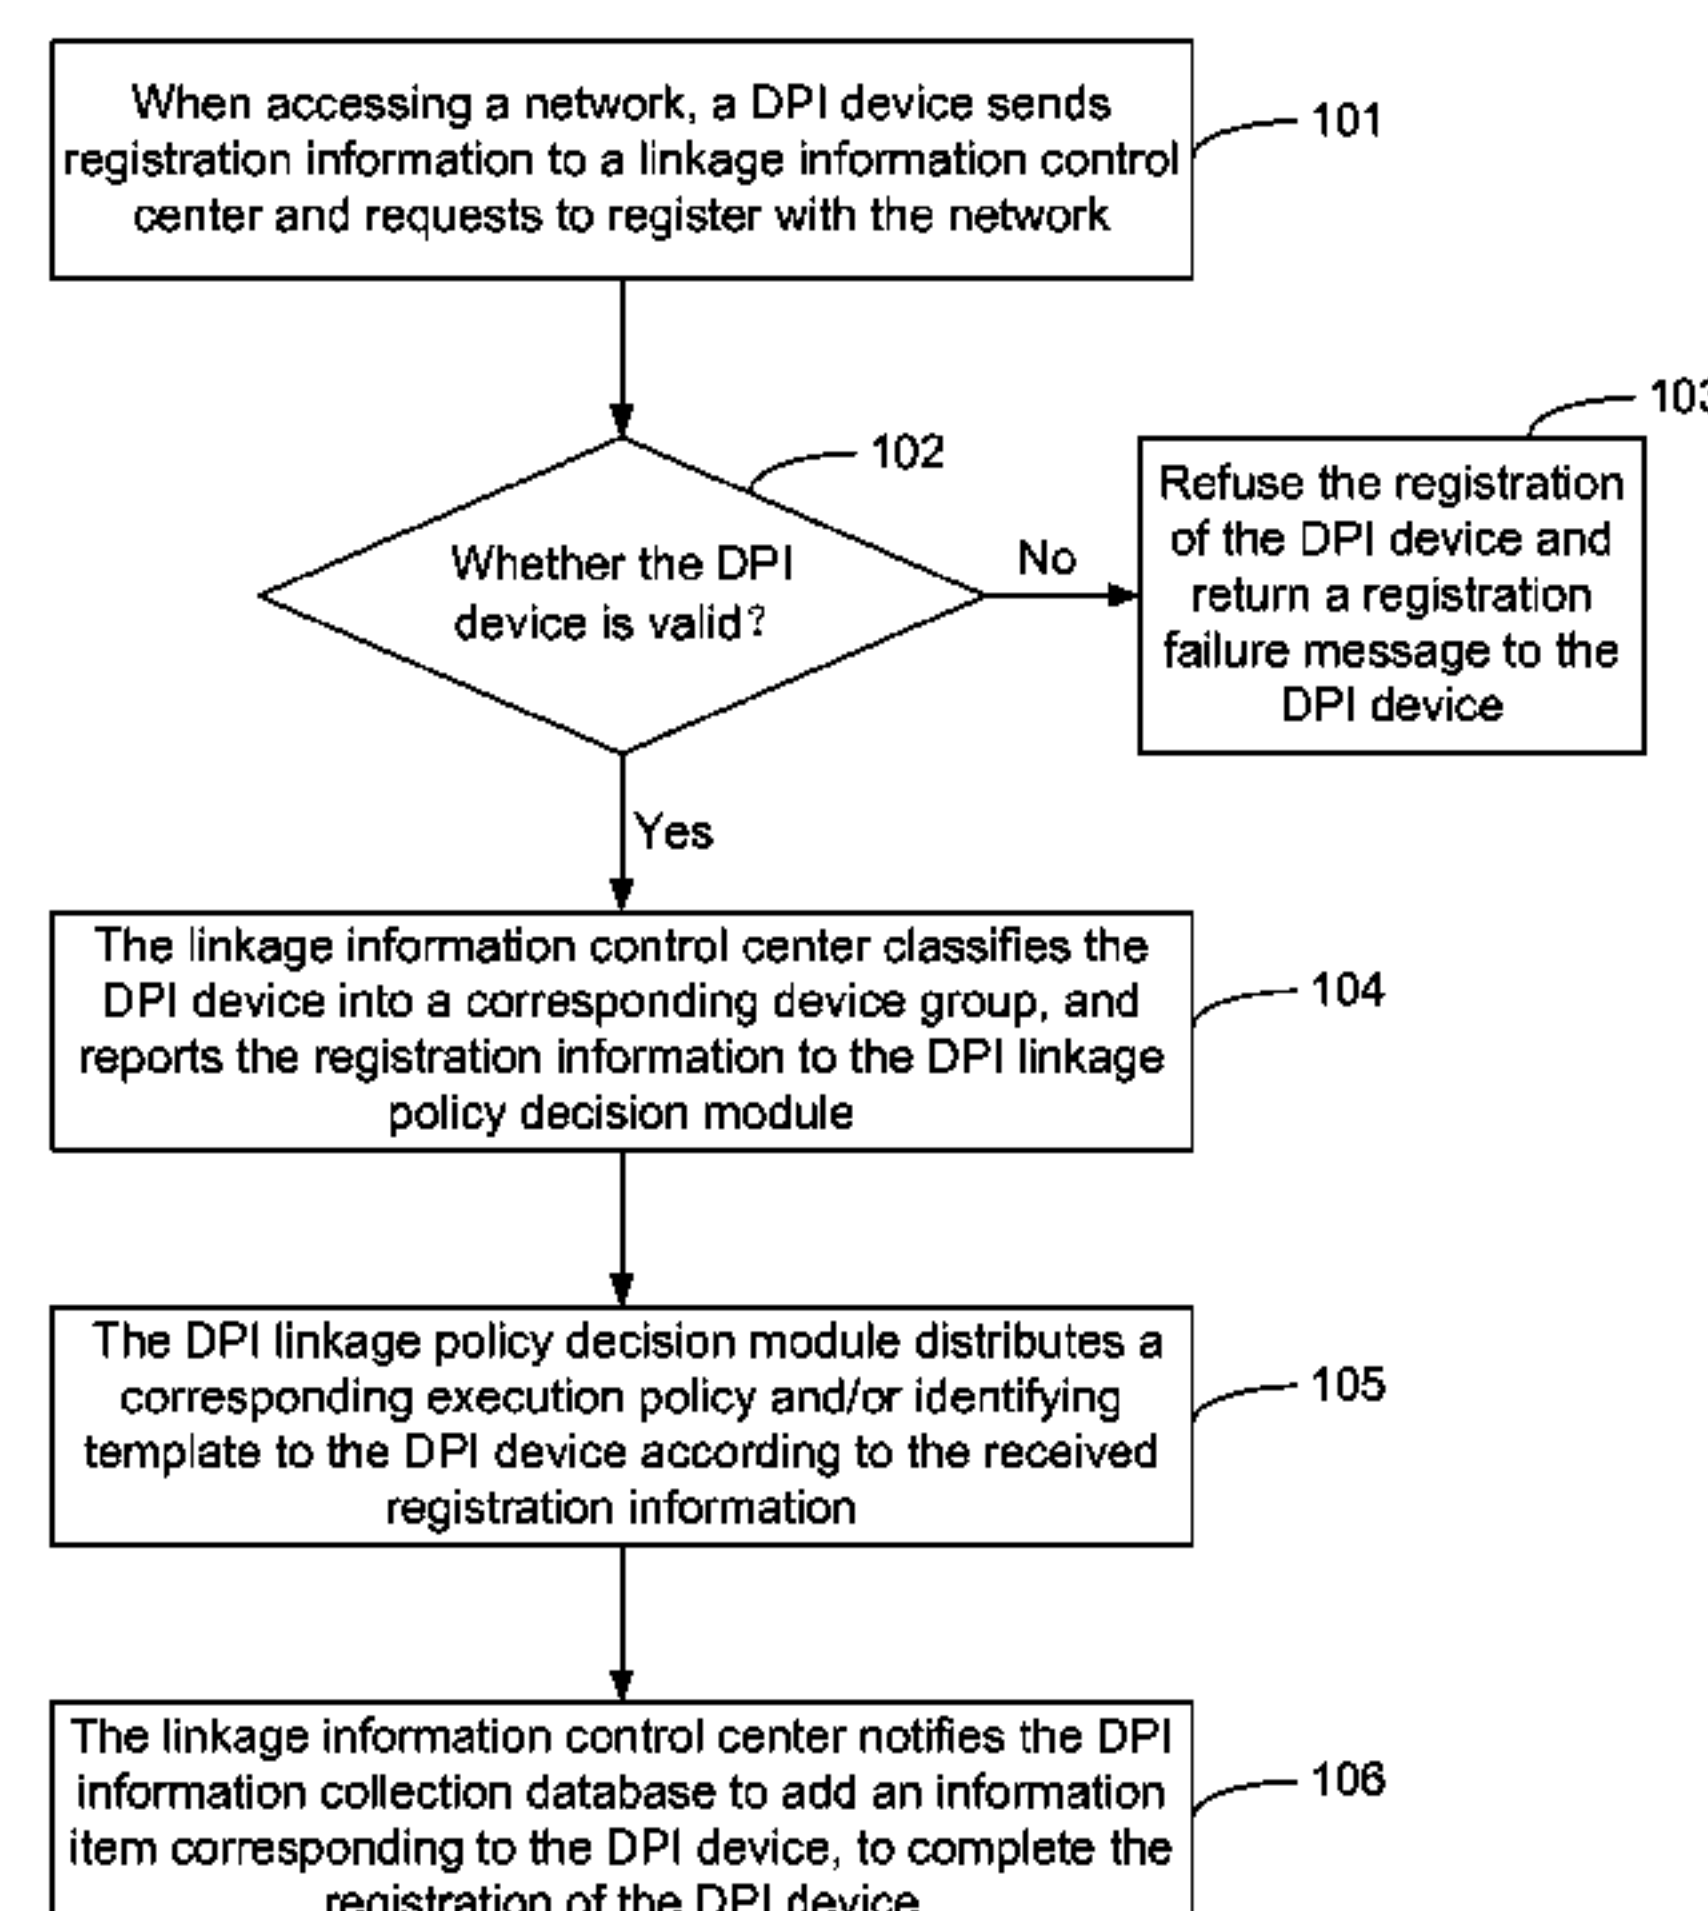 When accessing a network, a DPI device sends
registration information to a linkage information control
center and requests to register with the network
101
102
Whether the DPI
device is valid?
No
103
Refuse the registration
of the DPI device and
return a registration
failure message to the
DPI device
Yes
The linkage information control center classifies the
DPI device into a corresponding device group, and
reports the registration information to the DPI linkage
policy decision module
104
The DPI linkage policy decision module distributes a
corresponding execution policy and/or identifying
template to the DPI device according to the received
registration information
105
The linkage information control center notifies the DPI
information collection database to add an information
item corresponding to the DPI device, to complete the
registration of the DPI device
106